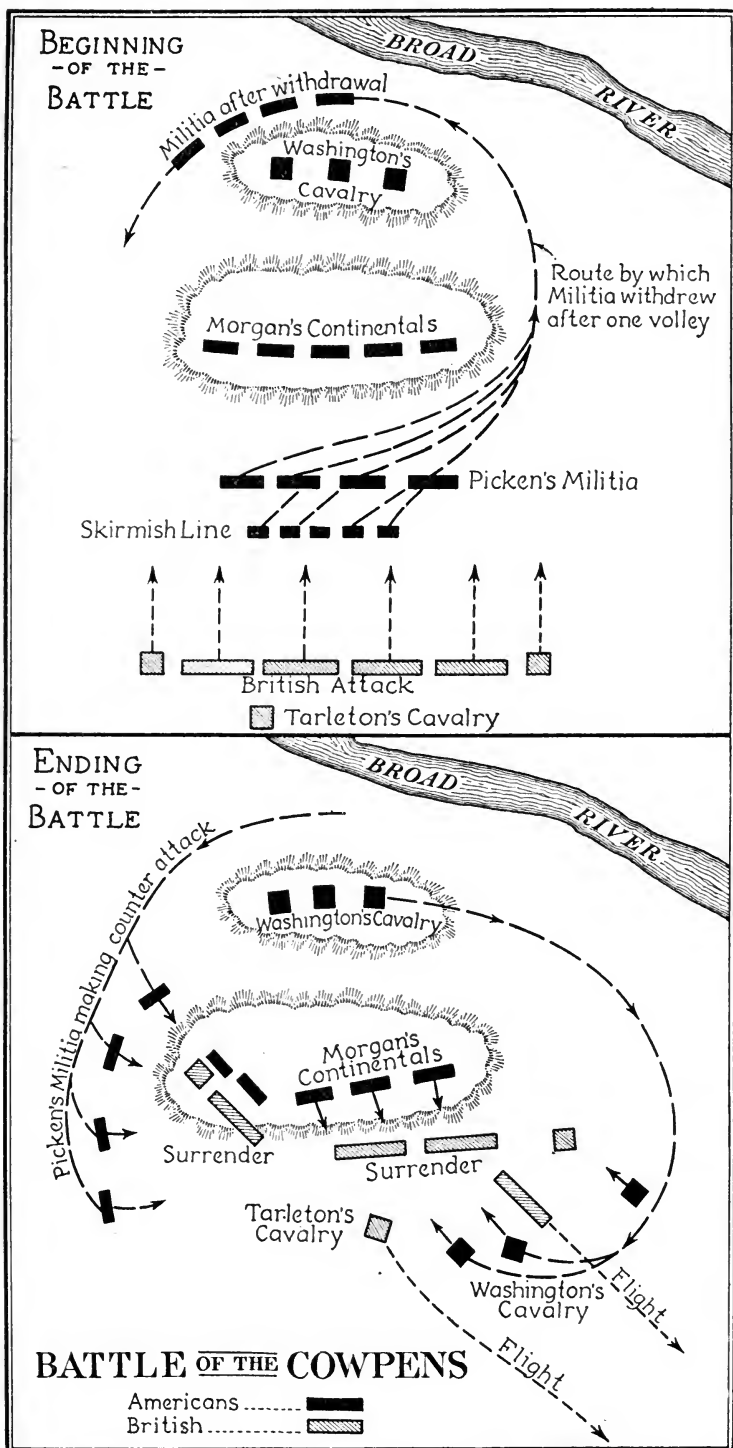 BEGINNING
- OF THE -
BATTLE
BROAD
RIVER
Militia after withdrawal
Washington's
Cavalry
Route by which
Militia withdrew
after one volley
Morgan's Continentals
Picken's Militia
Skirmish Line
British Attack
Tarleton's Cavalry
ENDING
- OF THE -
BATTLE
BROAD
RIVER
Picken's Militia making counter attack
Washington's Cavalry
Morgan's
Continentals
Surrender
Surrender
Tarleton's
Cavalry
Washington's
Cavalry
Flight
Flight
BATTLE OF THE COWPENS
Americans
British